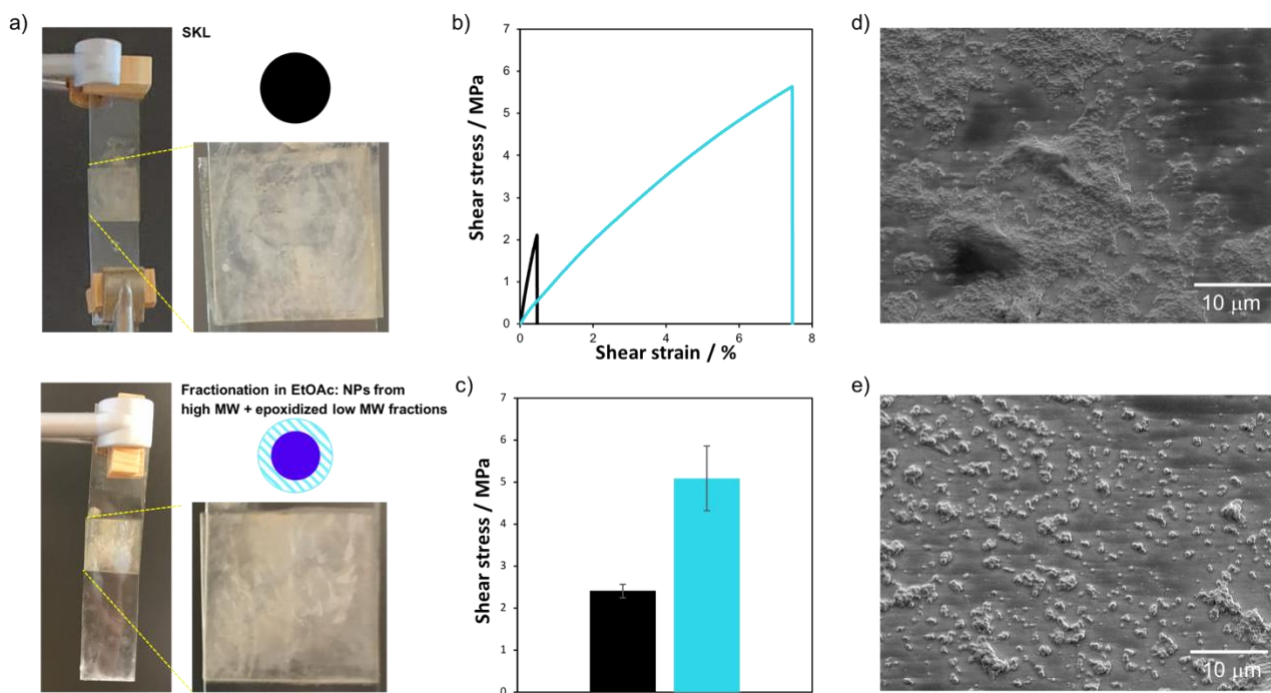 a)
SKL
Fractionation in EtOAc: NPs from
high MW + epoxidized low MW fractions
b)
Shear stress / MPa
7
6
5
4
3
2
1
0
0 2 4 6 8
Shear strain / %
c)
Shear stress / MPa
7
6
5
4
3
2
1
0
d)
10 µm
e)
10 µm